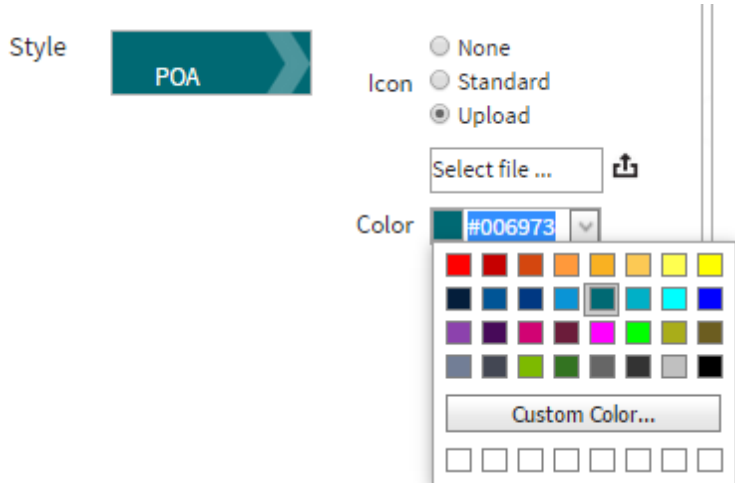 Style
POA
Icon
None
Standard
Upload
Select file ...
Color
#006973
Custom Color...